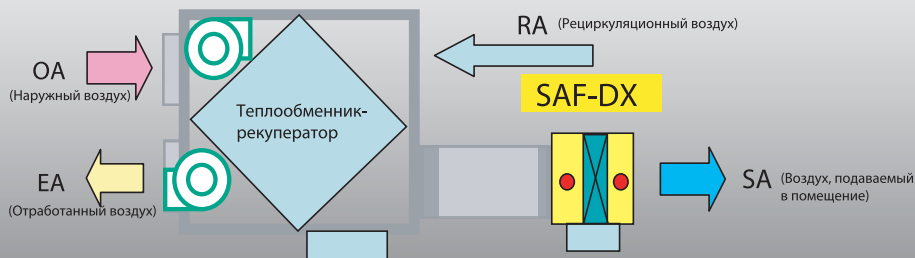 RA (Рециркуляционный воздух)
OA
(Наружный воздух)
SAF-DX
Теплообменник-
рекуператор
EA
(Отработанный воздух)
SA (Воздух, подаваемый
в помещение)